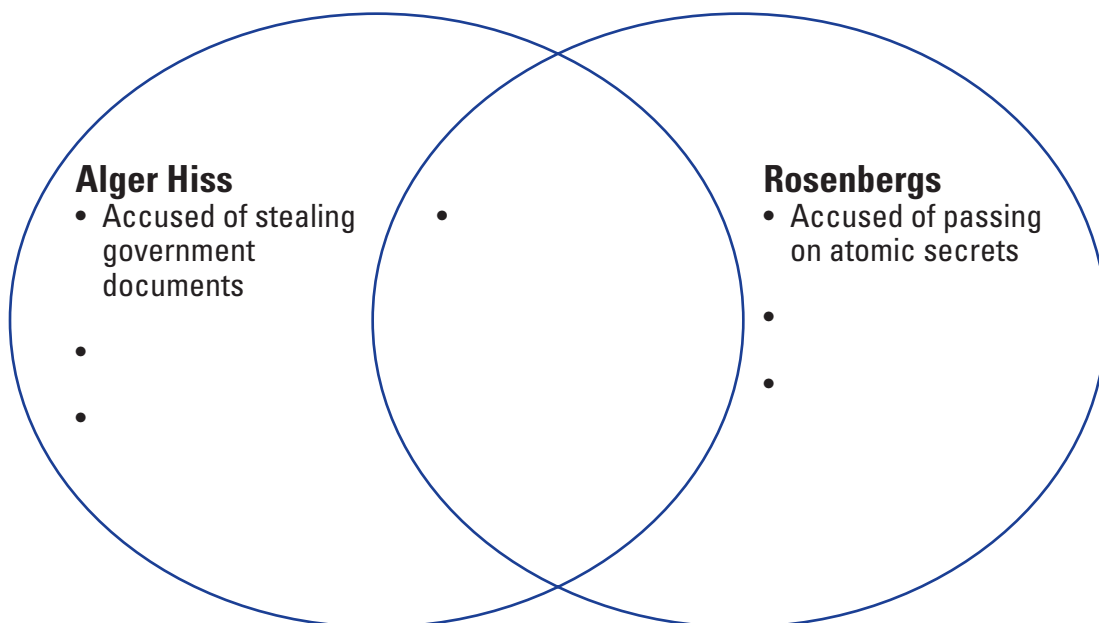 Alger Hiss
• Accused of stealing
government
documents
•
•
•
Rosenbergs
• Accused of passing
on atomic secrets
•
•